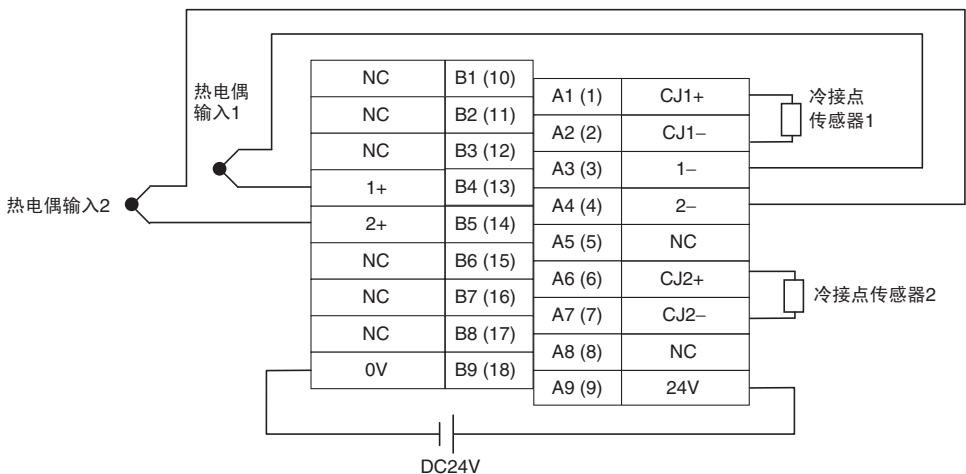 热电偶
输入1
热电偶输入2
NC B1 (10)
NC B2 (11)
NC B3 (12)
1+ B4 (13)
2+ B5 (14)
NC B6 (15)
NC B7 (16)
NC B8 (17)
0V B9 (18)
A1 (1) CJ1+
A2 (2) CJ1–
A3 (3) 1–
A4 (4) 2–
A5 (5) NC
A6 (6) CJ2+
A7 (7) CJ2–
A8 (8) NC
A9 (9) 24V
冷接点
传感器1
冷接点传感器2
DC24V